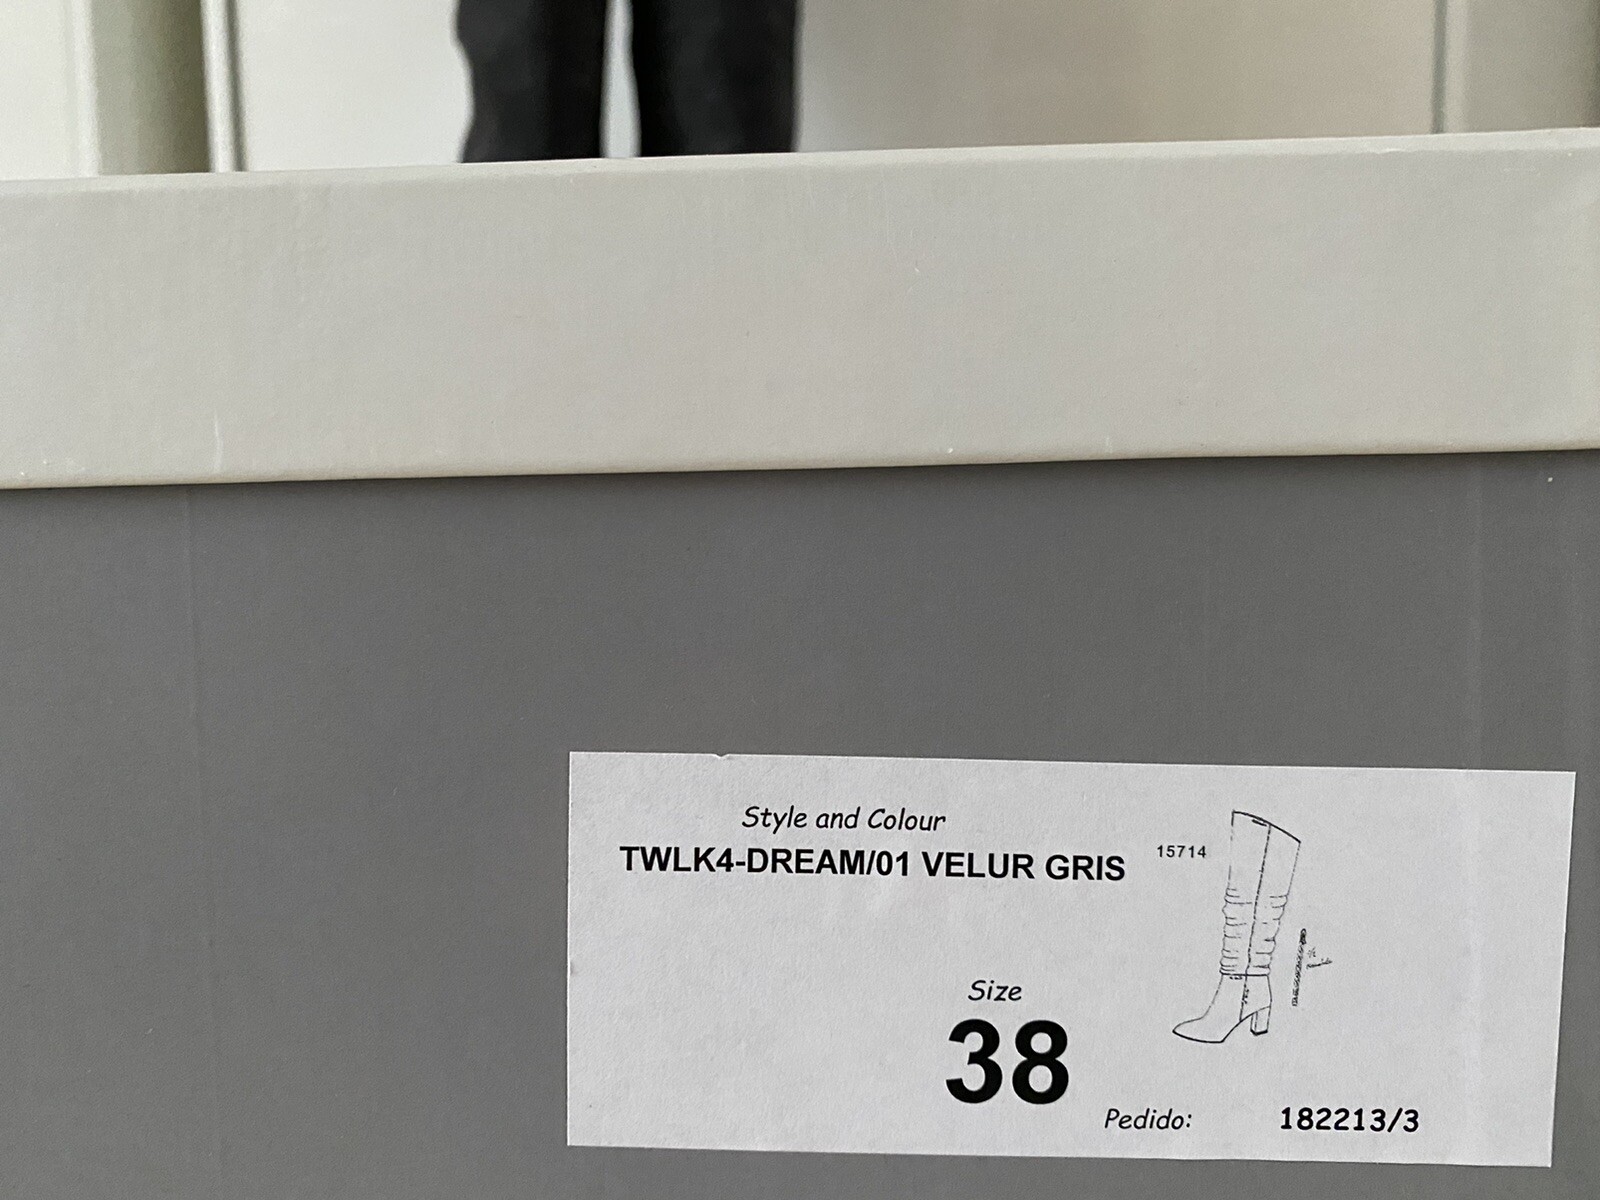 Style and Colour
TWLK4-DREAM/01 VELUR GRIS
15714
Size
38
Pedido: 182213/3